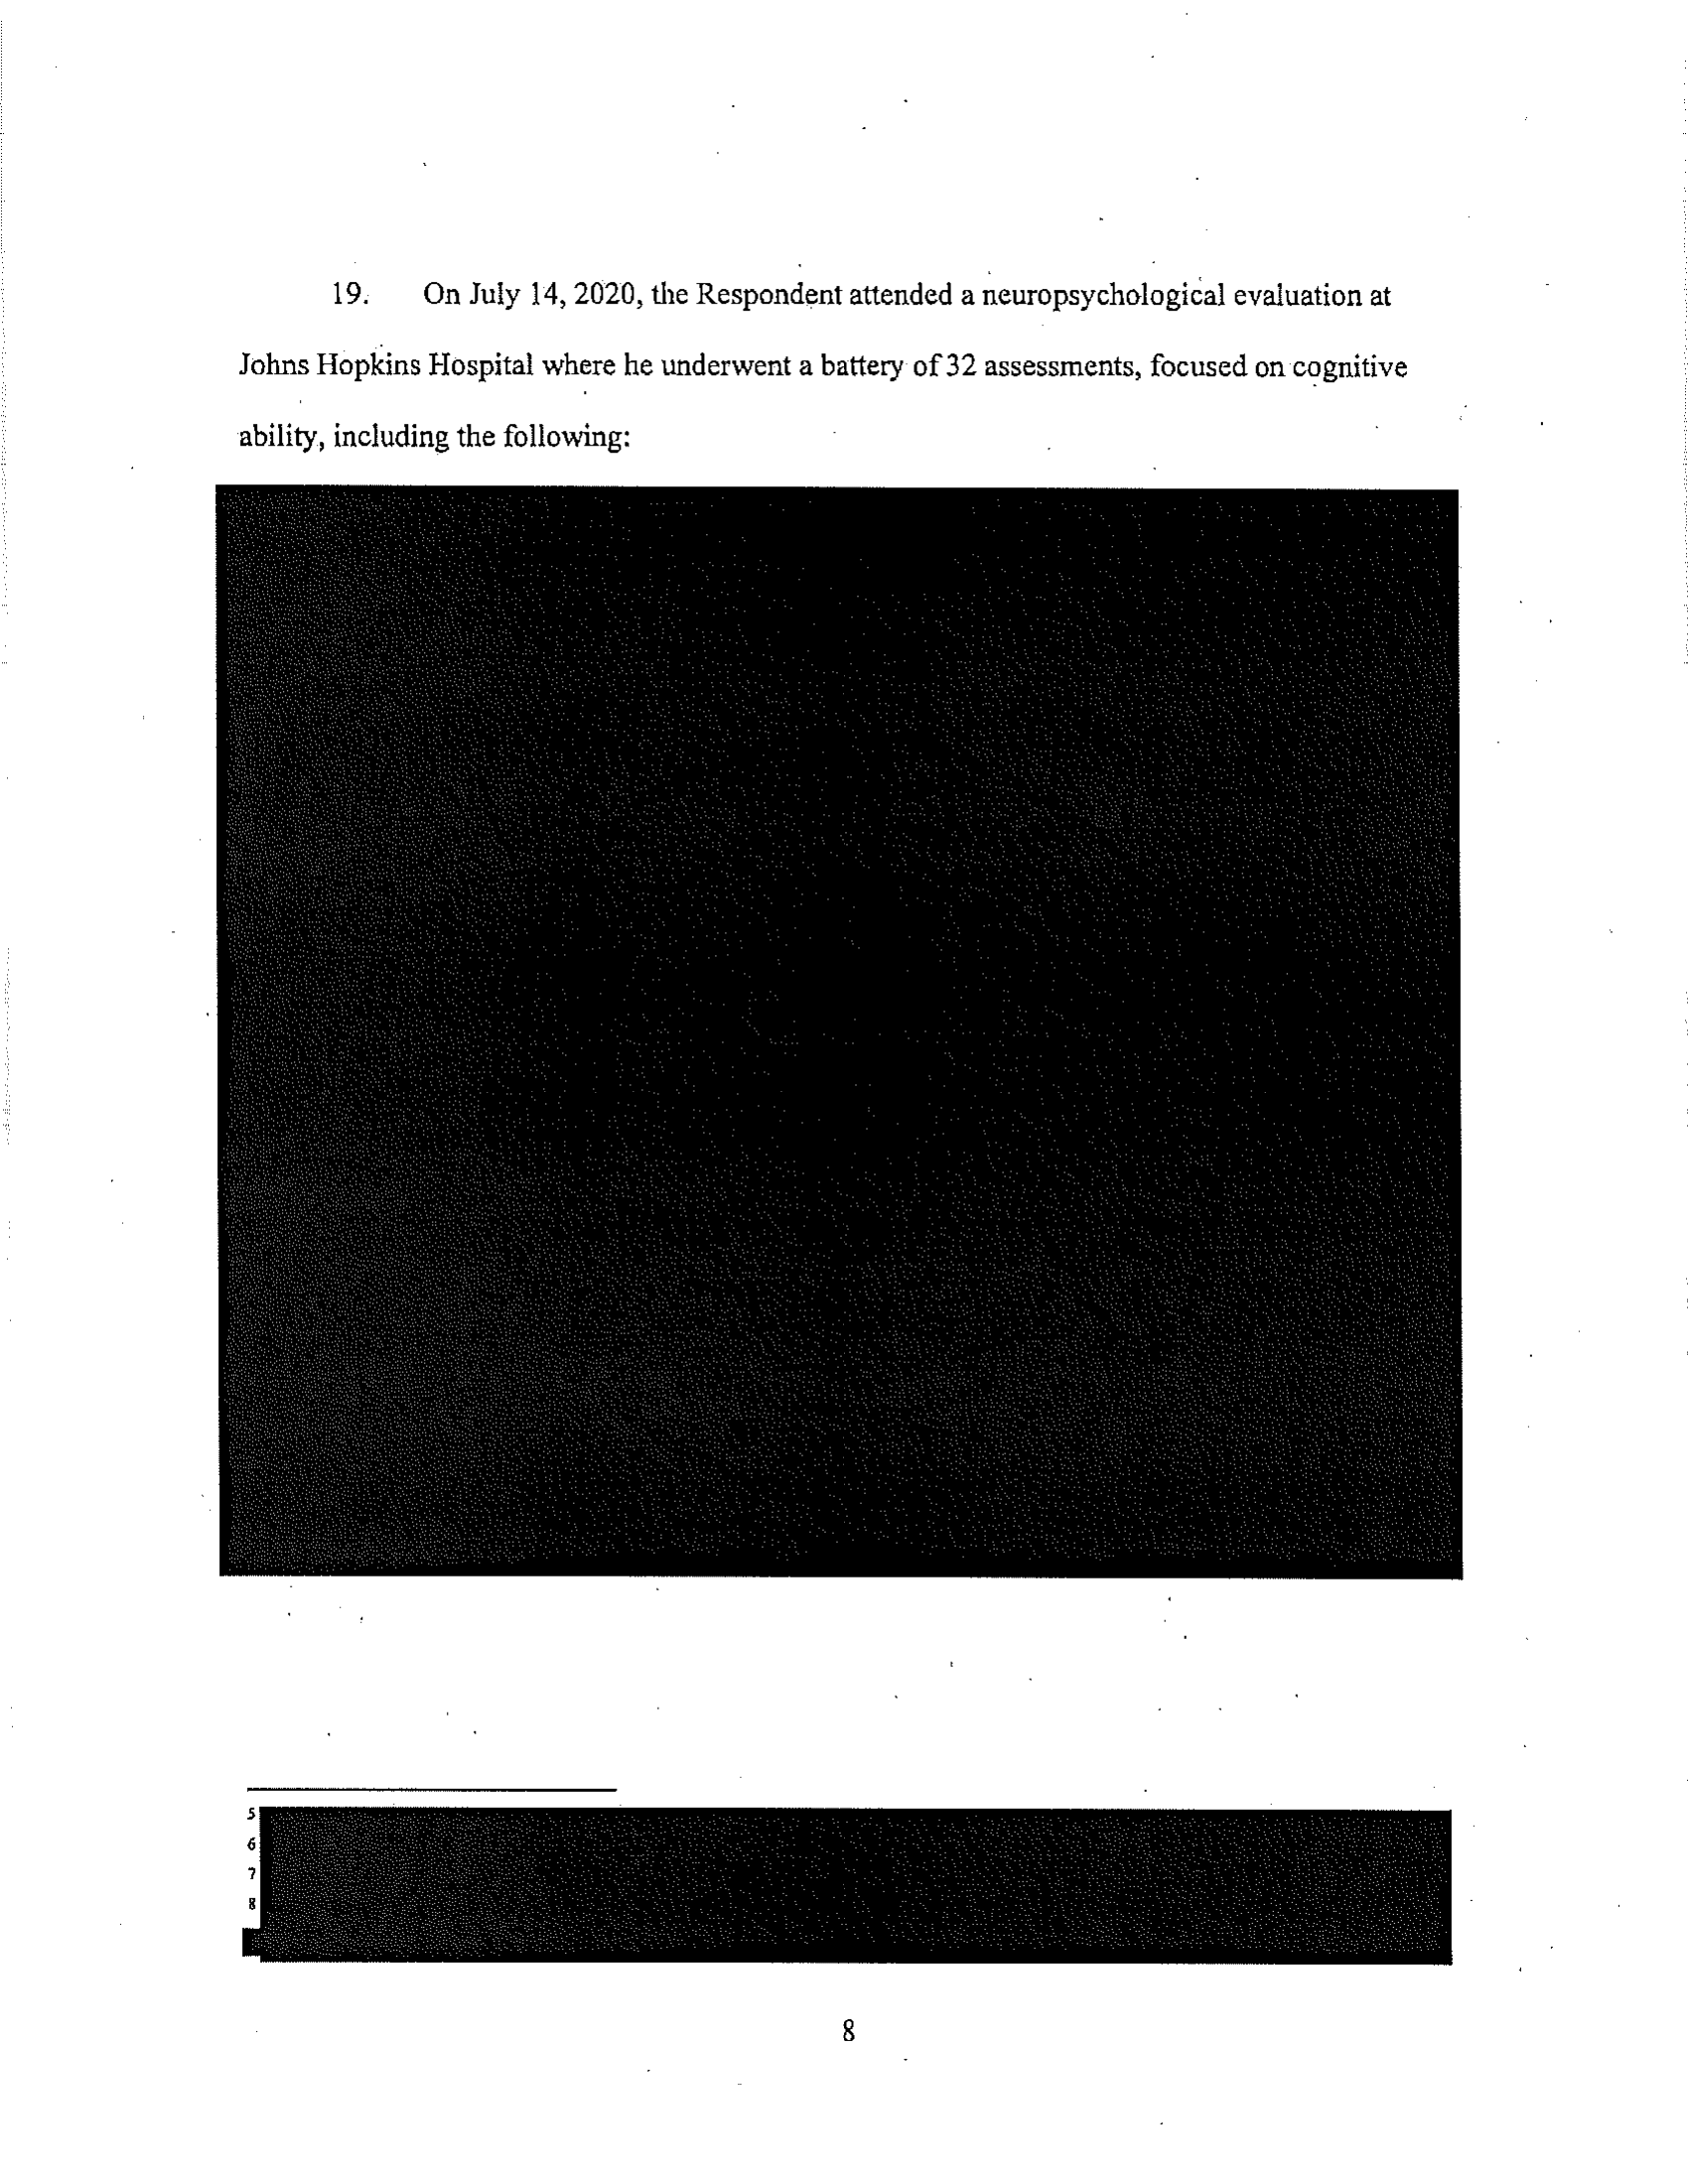 19. On July 14, 2020, the Respondent attended a neuropsychological evaluation at
Johns Hopkins Hospital where he underwent a battery of 32 assessments, focused on cognitive
ability, including the following:
5
6
7
8
8